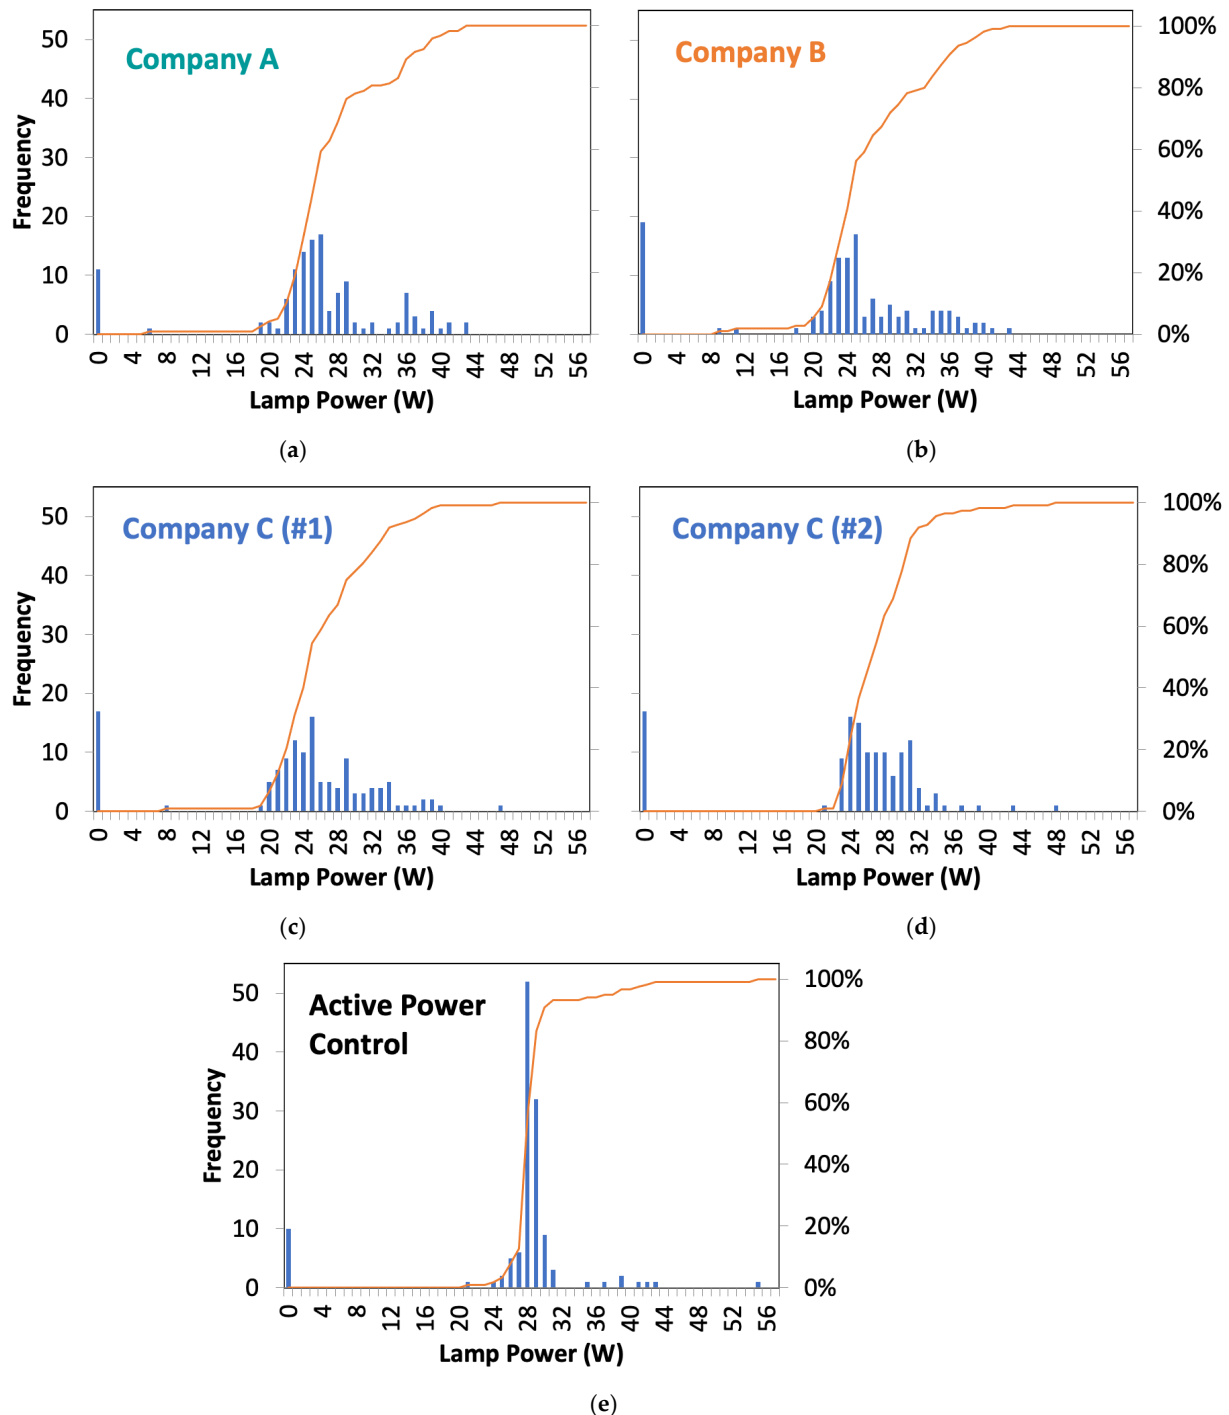 Company A
Frequency
50
40
30
20
10
0
0 4 8 12 16 20 24 28 32 36 40 44 48 52 56
Lamp Power (W)
(a)
Company B
100%
80%
60%
40%
20%
0%
0 4 8 12 16 20 24 28 32 36 40 44 48 52 56
Lamp Power (W)
(b)
Company C (#1)
Frequency
50
40
30
20
10
0
0 4 8 12 16 20 24 28 32 36 40 44 48 52 56
Lamp Power (W)
(c)
Company C (#2)
100%
80%
60%
40%
20%
0%
0 4 8 12 16 20 24 28 32 36 40 44 48 52 56
Lamp Power (W)
(d)
Active Power
Control
Frequency
50
40
30
20
10
0
100%
80%
60%
40%
20%
0%
0 4 8 12 16 20 24 28 32 36 40 44 48 52 56
Lamp Power (W)
(e)